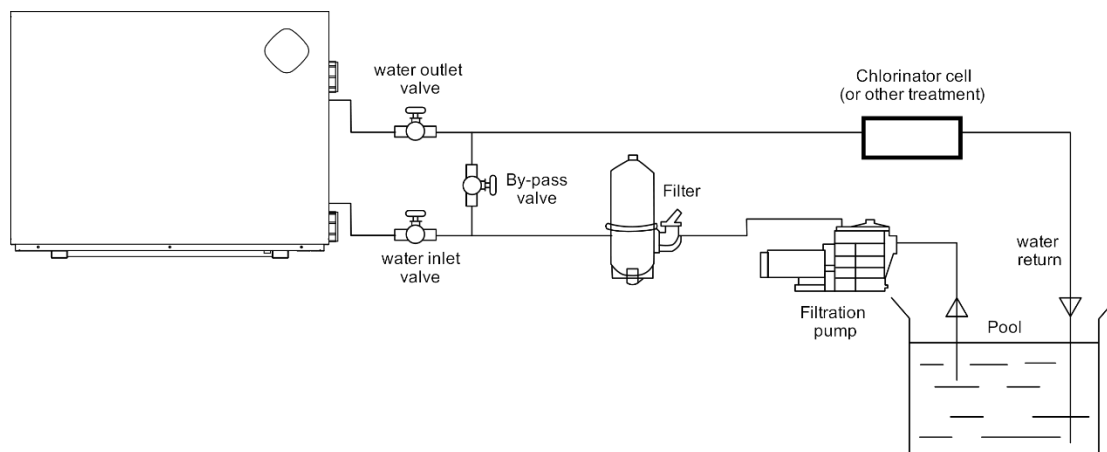 water outlet
valve
Chlorinator cell
(or other treatment)
By-pass
valve
Filter
water inlet
valve
water
return
Filtration
pump
Pool